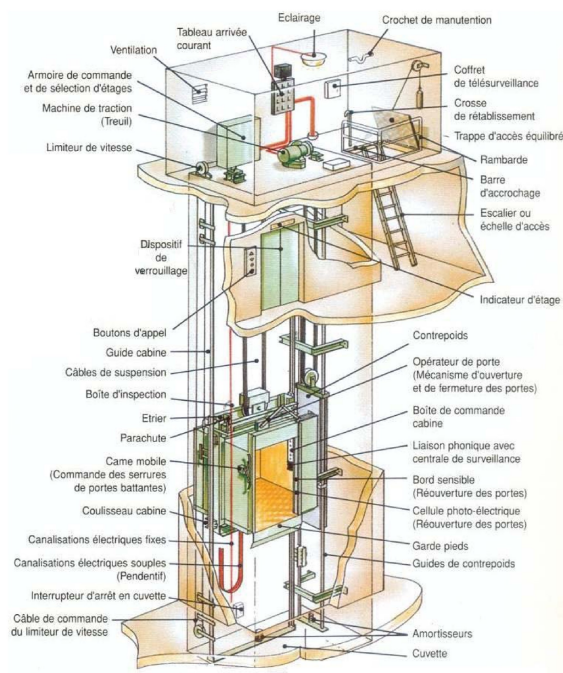 Eclairage
Crochet de manutention
Tableau arrivée
courant
Ventilation
Armoire de commande
et de sélection d'étages
Machine de traction
(Treuil)
Limiteur de vitesse
Coffret
de télésurveillance
Crosse
de rétablissement
Trappe d'accès équilibré
Rambarde
Barre
d'accrochage
Escalier ou
échelle d'accès
Dispositif
de
verrouillage
Indicateur d'étage
Boutons d'appel
Guide cabine
Câbles de suspension
Boîte d'inspection
Etrier
Parachute
Came mobile
(Commande des serrures
de portes battantes)
Coulisseau cabine
Canalisations électriques fixes
Canalisations électriques souples
(Pendentif)
Interrupteur d'arrêt en cuvette
Câble de commande
du limiteur de vitesse
Contrepoids
Opérateur de porte
(Mécanisme d'ouverture
et de fermeture des portes)
Boîte de commande
cabine
Liaison phonique avec
centrale de surveillance
Bord sensible
(Réouverture des portes)
Cellule photo-électrique
(Réouverture des portes)
Garde pieds
Guides de contrepoids
Amortisseurs
Cuvette